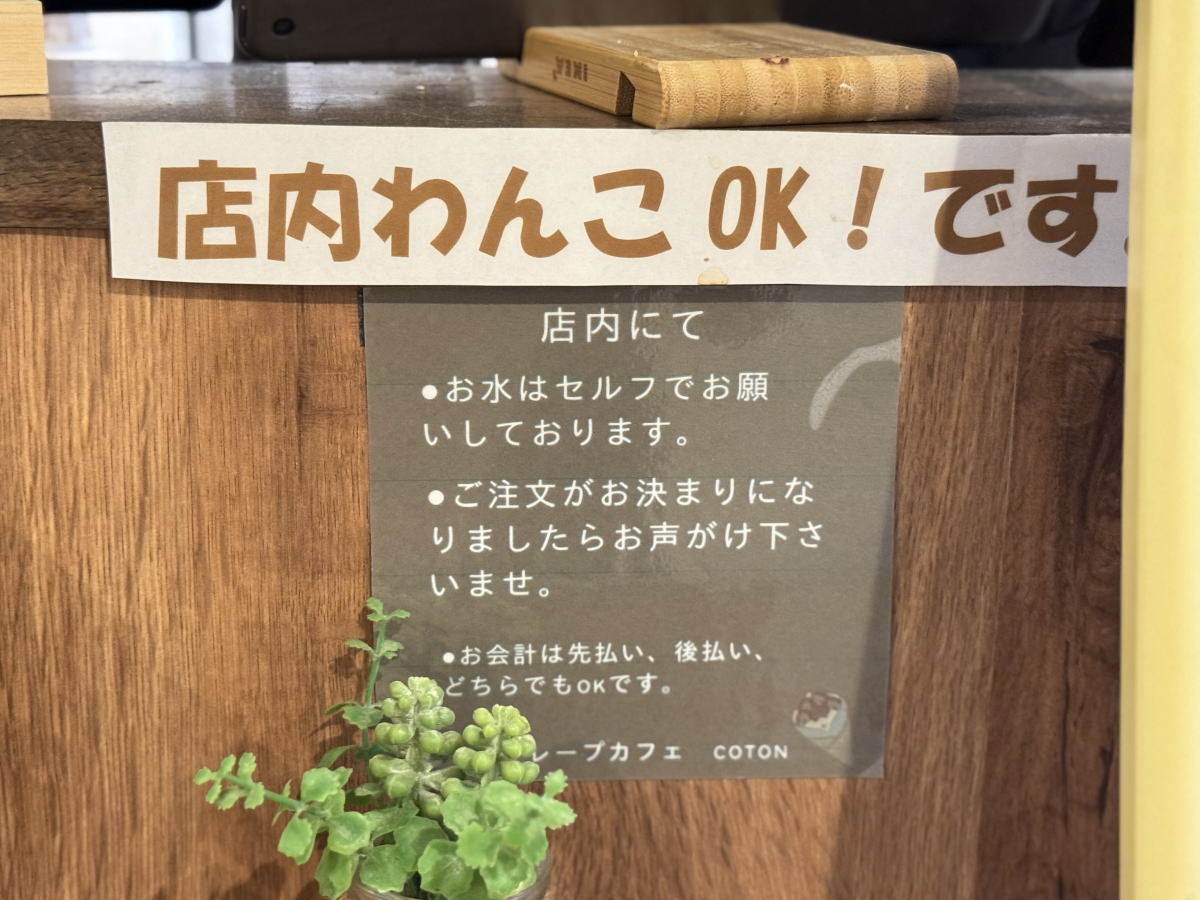 IKEA
店内わんこOK！です。
店内にて
●お水はセルフでお願
いしております。
●ご注文がお決まりにな
りましたらお声がけ下さ
いませ。
●お会計は先払い、後払い、
どちらでもOKです。
レープカフェ COTON